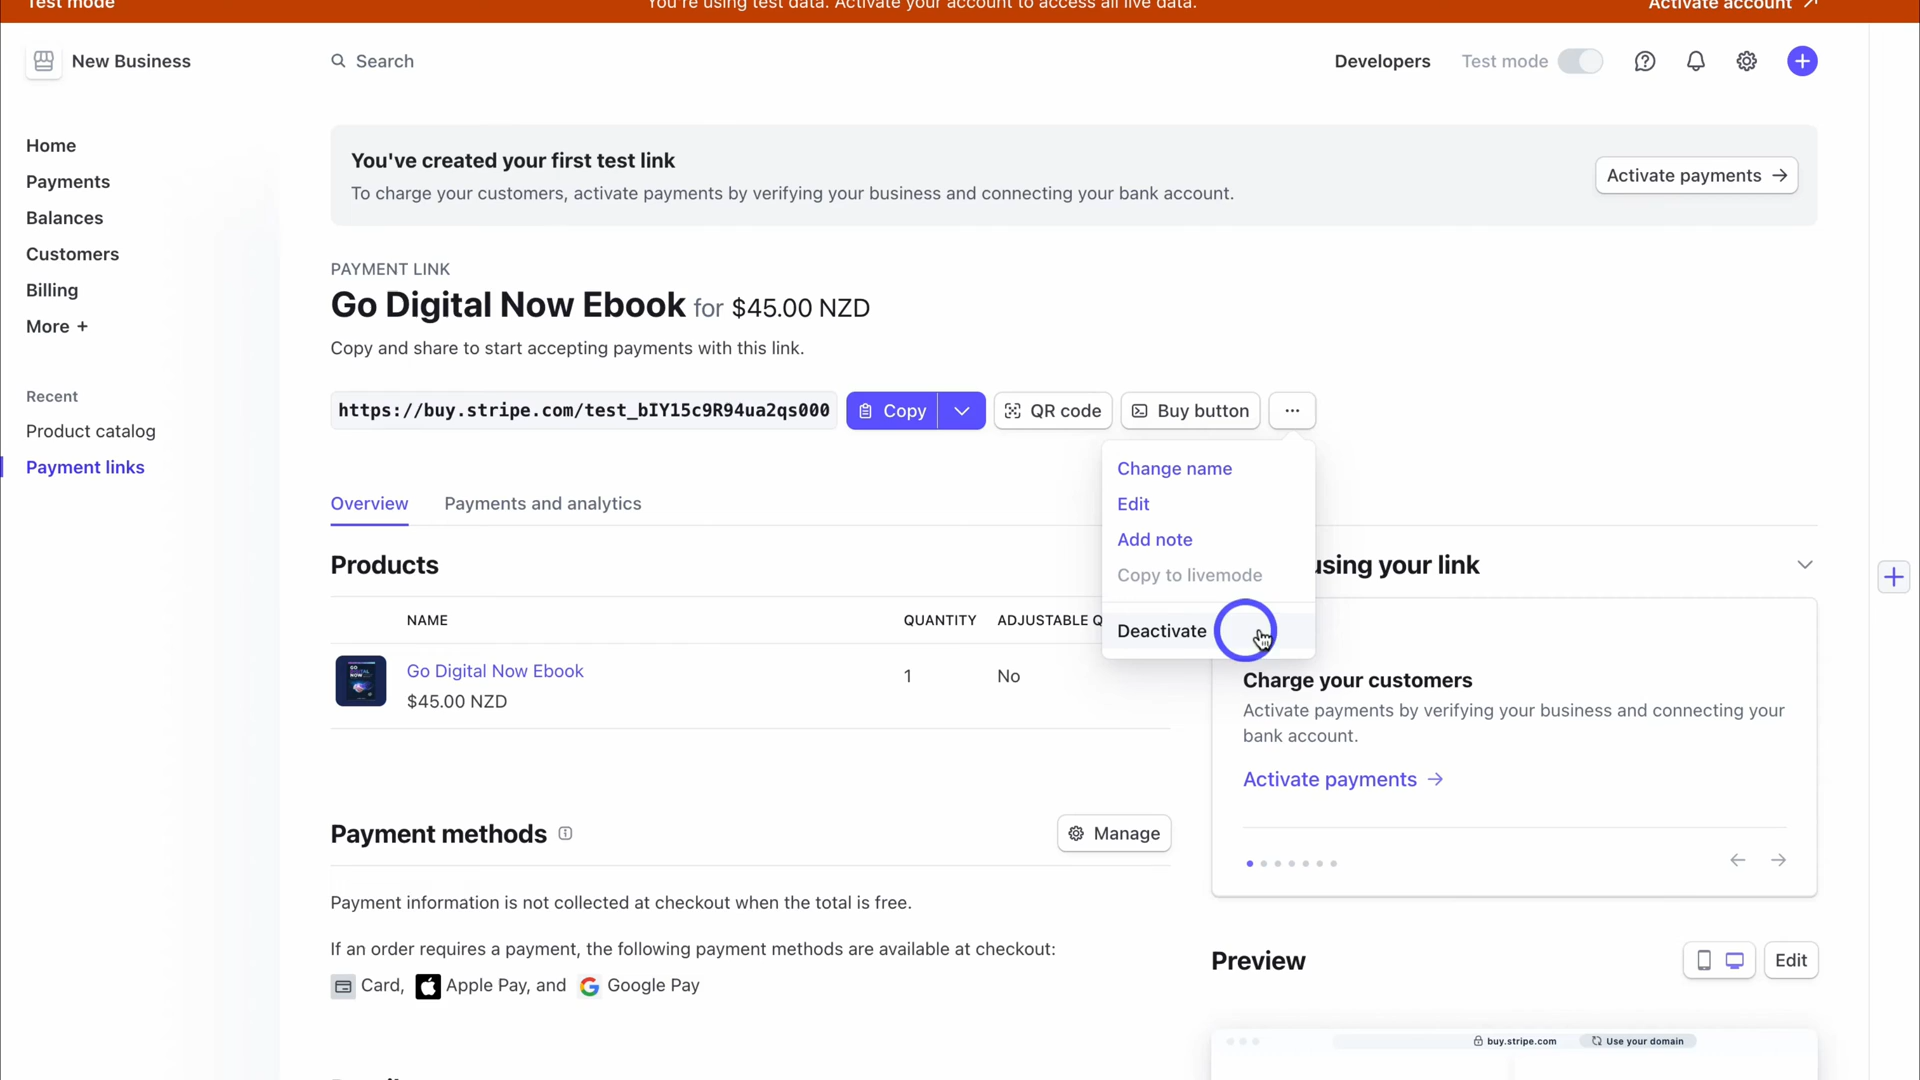 Test mode
You're using test data. Activate your account to access all live data.
Activate account
New Business
Search
Developers
Test mode
Home
Payments
Balances
Customers
Billing
More +
Recent
Product catalog
Payment links
You've created your first test link
To charge your customers, activate payments by verifying your business and connecting your bank account.
Activate payments →
PAYMENT LINK
Go Digital Now Ebook for $45.00 NZD
Copy and share to start accepting payments with this link.
https://buy.stripe.com/test_bIY15c9R94ua2qs000
Copy
QR code
Buy button
Change name
Edit
Add note
Copy to livemode
Deactivate
Overview
Payments and analytics
Products
using your link
NAME
QUANTITY
ADJUSTABLE Q
Go Digital Now Ebook
$45.00 NZD
1
No
Charge your customers
Activate payments by verifying your business and connecting your
bank account.
Activate payments →
Payment methods
Manage
Payment information is not collected at checkout when the total is free.
If an order requires a payment, the following payment methods are available at checkout:
Card, Apple Pay, and Google Pay
Preview
Edit
buy.stripe.com
Use your domain